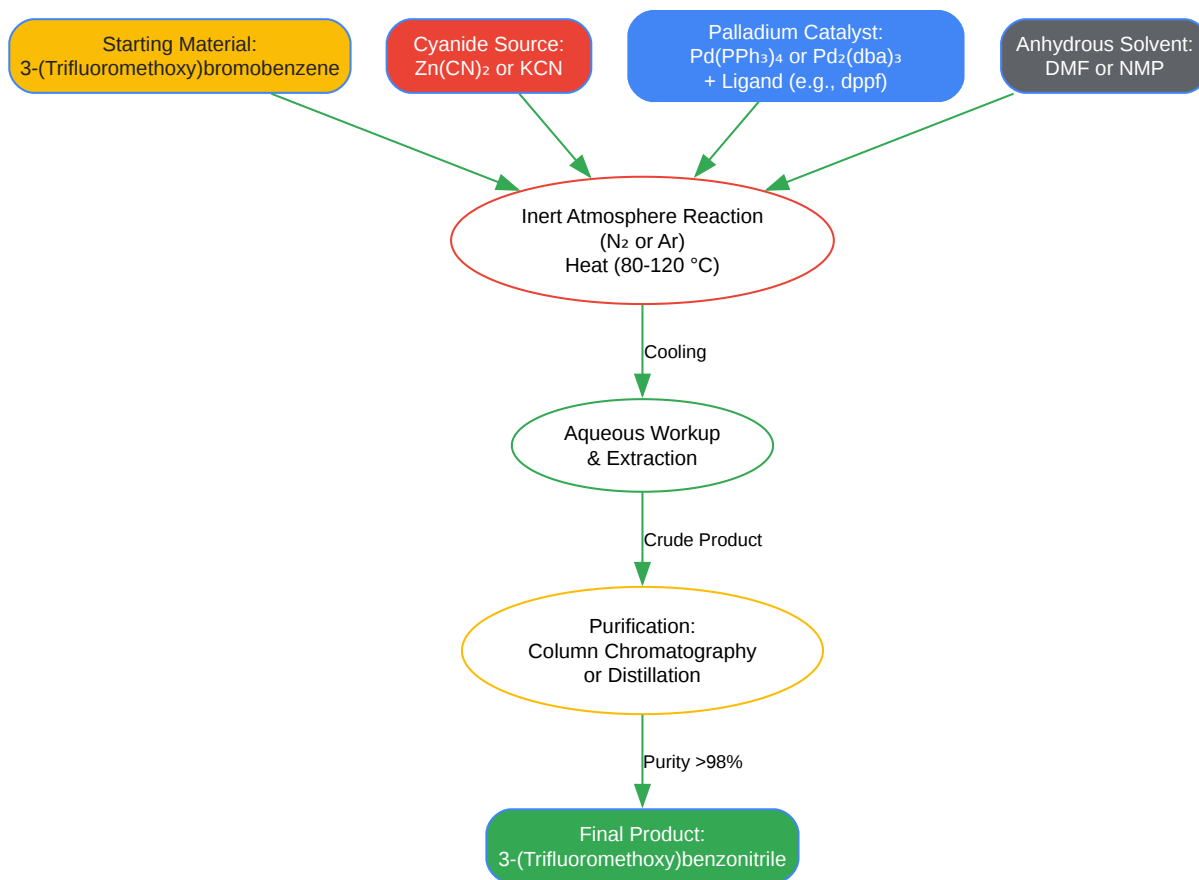 Starting Material:
3-(Trifluoromethoxy)bromobenzene
Cyanide Source:
Zn(CN)₂ or KCN
Palladium Catalyst:
Pd(PPh₃)₄ or Pd₂(dba)₃
+ Ligand (e.g., dppf)
Anhydrous Solvent:
DMF or NMP
Inert Atmosphere Reaction
(N₂ or Ar)
Heat (80-120 °C)
Cooling
Aqueous Workup
& Extraction
Crude Product
Purification:
Column Chromatography
or Distillation
Purity >98%
Final Product:
3-(Trifluoromethoxy)benzonitrile